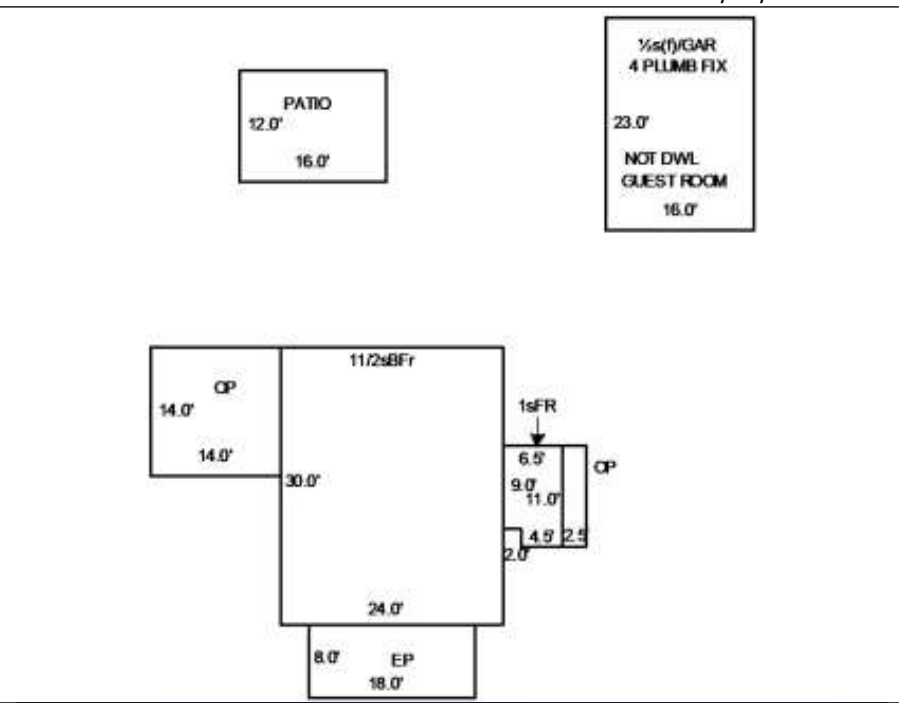 ½s(f)/GAR
4 PLUMB FIX
PATIO
12.0'
23.0'
16.0'
NOT DWL
GUEST ROOM
16.0'
11/2sBFr
OP
14.0'
1sFR
14.0'
6.5'
OP
30.0'
9.0'
11.0'
4.5'
2.5
2.0'
24.0'
8.0'
EP
18.0'